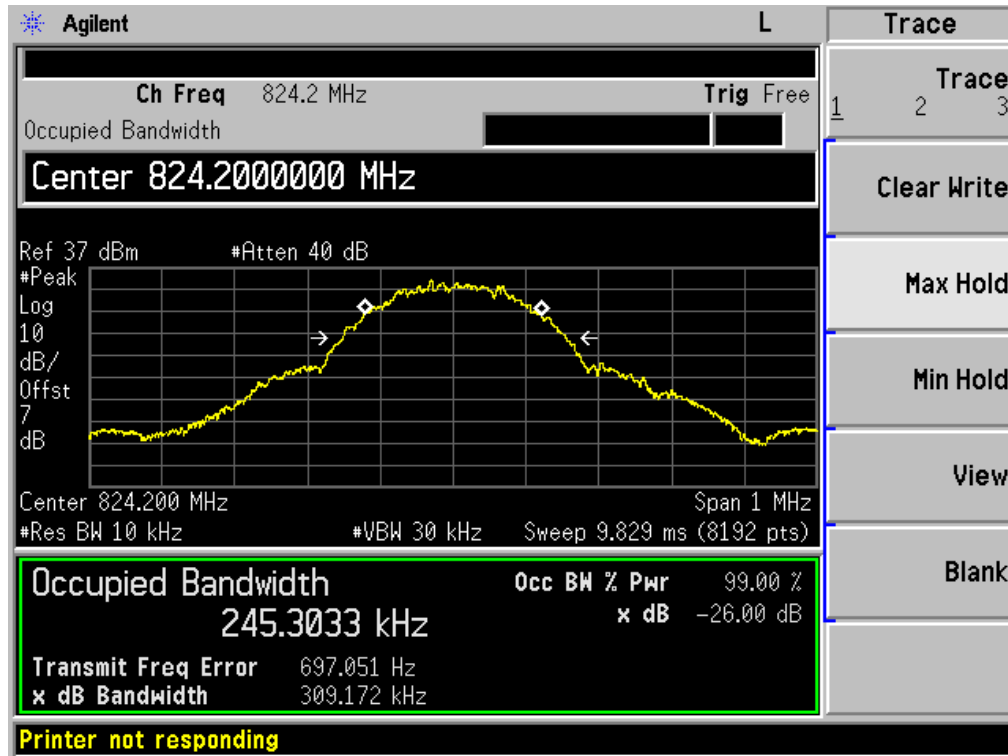 Agilent L Trace
Ch Freq 824.2 MHz Trig Free
Occupied Bandwidth
Center 824.2000000 MHz
Ref 37 dBm #Atten 40 dB
#Peak
Log
10
dB/
Offst
7
dB
Center 824.200 MHz Span 1 MHz
#Res BW 10 kHz #VBW 30 kHz Sweep 9.829 ms (8192 pts)
Occupied Bandwidth Occ BW % Pwr 99.00 %
245.3033 kHz x dB -26.00 dB
Transmit Freq Error 697.051 Hz
x dB Bandwidth 309.172 kHz
Printer not responding
Trace
1 2 3
Clear Write
Max Hold
Min Hold
View
Blank